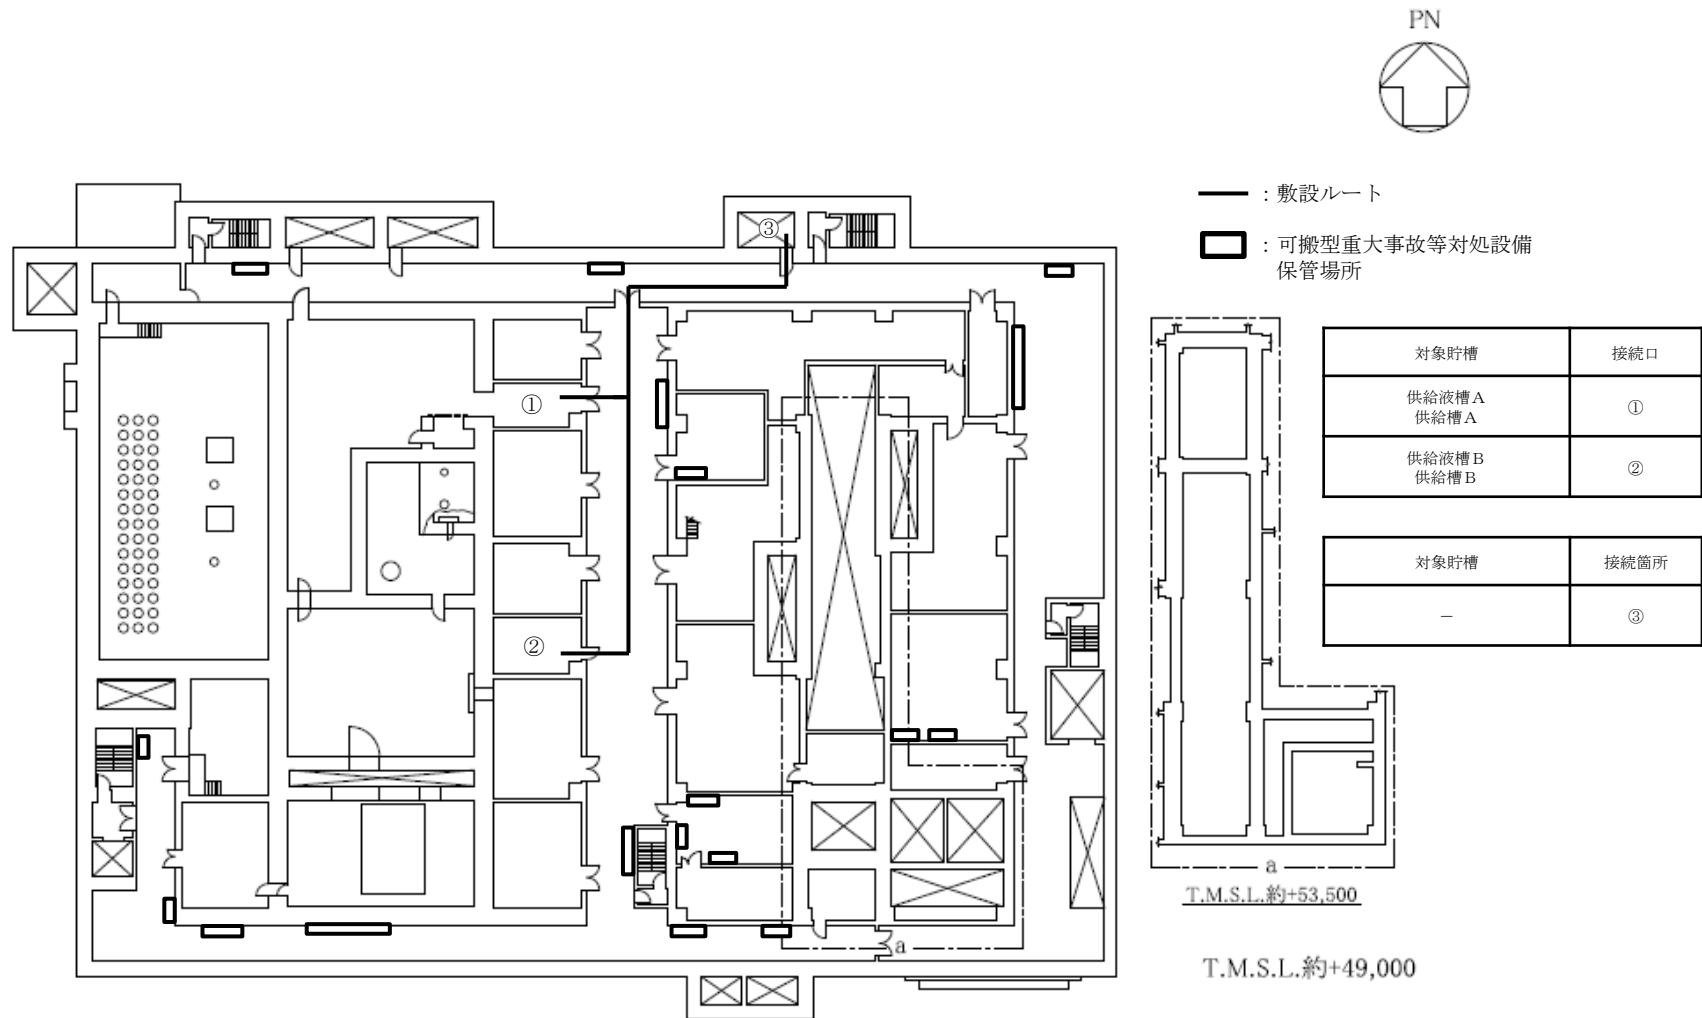 PN
：敷設ルート
：可搬型重大事故等対処設備
保管場所
③
①
②
a
対象貯槽 接続口
供給液槽A
供給槽A
①
供給液槽B
供給槽B
②
対象貯槽 接続箇所
－ ③
a
T.M.S.L.約+53,500
T.M.S.L.約+49,000